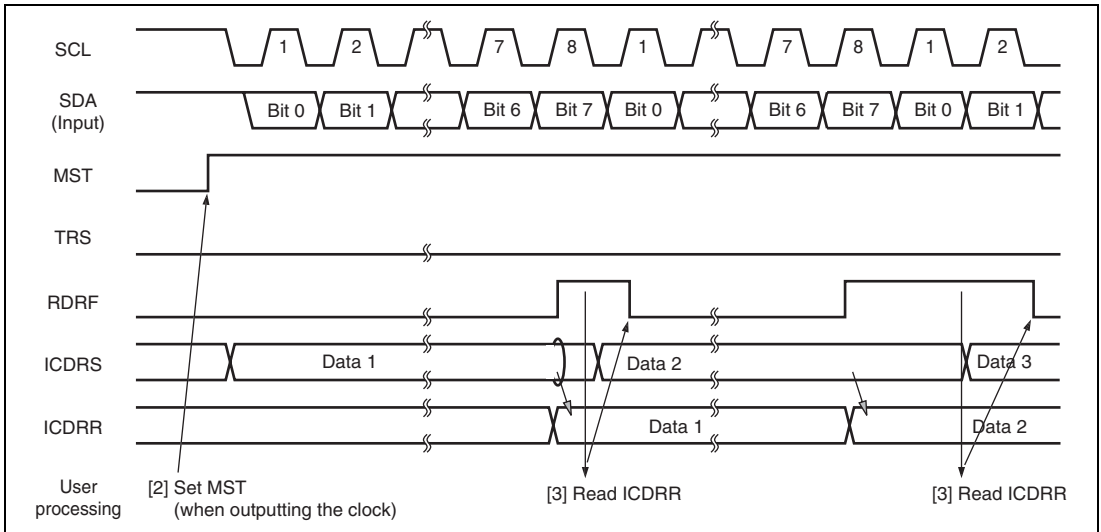 SCL 1 2 7 8 1 7 8 1 2
SDA
(Input)
Bit 0 Bit 1 Bit 6 Bit 7 Bit 0 Bit 6 Bit 7 Bit 0 Bit 1
MST
TRS
RDRF
ICDRS Data 1 Data 2 Data 3
ICDRR Data 1 Data 2
User
processing
[2] Set MST
(when outputting the clock)
[3] Read ICDRR
[3] Read ICDRR